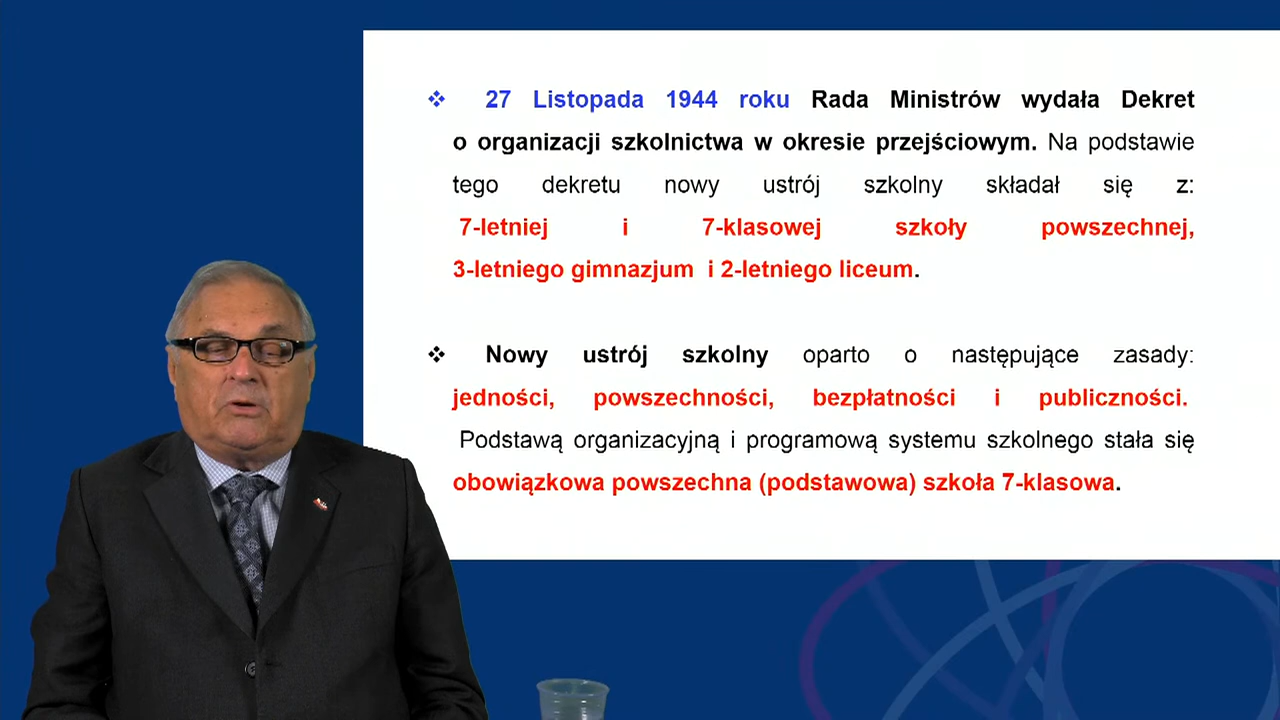 ❖ 27 Listopada 1944 roku Rada Ministrów wydała Dekret
o organizacji szkolnictwa w okresie przejściowym. Na podstawie
tego dekretu nowy ustrój szkolny składał się z:
7-letniej i 7-klasowej szkoły powszechnej,
3-letniego gimnazjum i 2-letniego liceum.
❖ Nowy ustrój szkolny oparto o następujące zasady:
jedności, powszechności, bezpłatności i publiczności.
Podstawą organizacyjną i programową systemu szkolnego stała się
obowiązkowa powszechna (podstawowa) szkoła 7-klasowa.